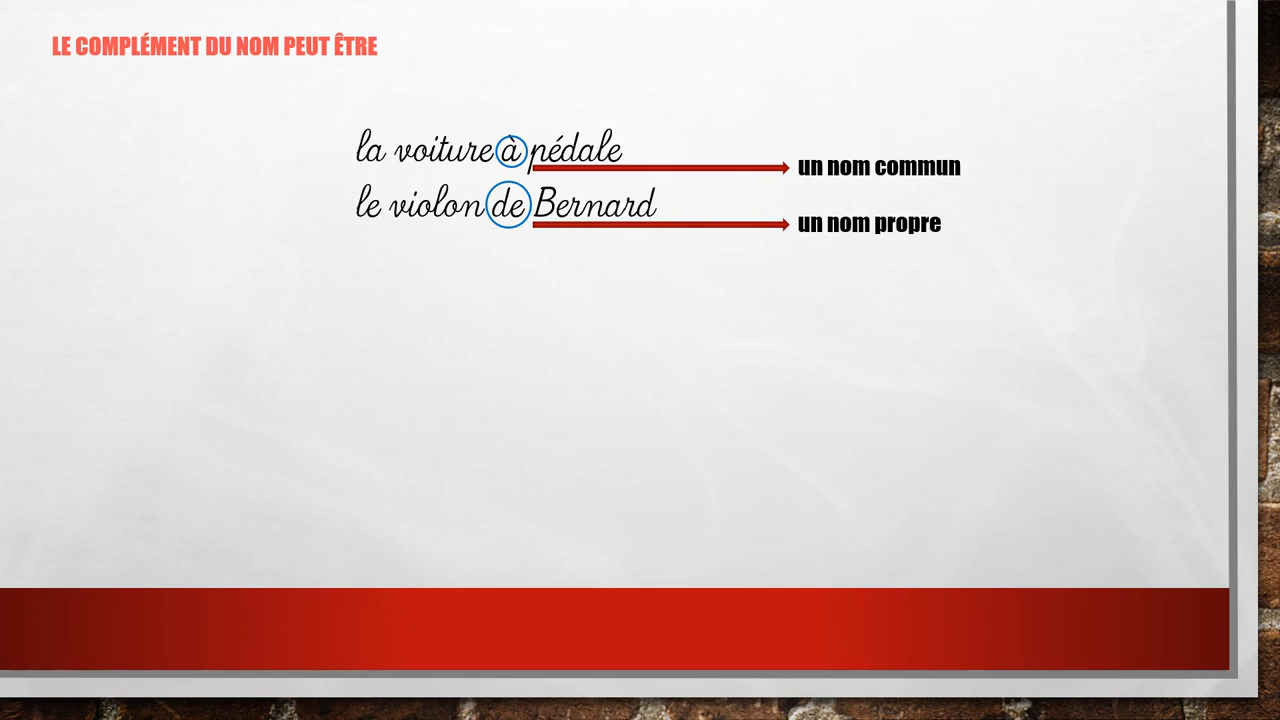 LE COMPLÉMENT DU NOM PEUT ÊTRE
la voiture à pédale
un nom commun
le violon de Bernard
un nom propre